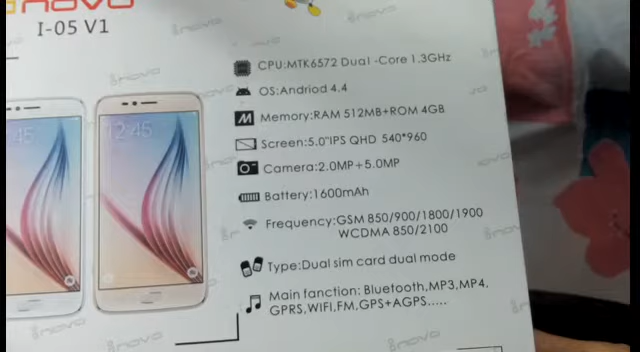 novo
I-05 V1
CPU:MTK6572 Dual -Core 1.3GHz
OS:Andriod 4.4
Memory:RAM 512MB+ROM 4GB
Screen:5.0"IPS QHD 540*960
Camera:2.0MP+5.0MP
Battery:1600mAh
Frequency:GSM 850/900/1800/1900
WCDMA 850/2100
Type:Dual sim card dual mode
Main fanction: Bluetooth,MP3,MP4,
GPRS,WIFI,FM,GPS+AGPS.....
12:45